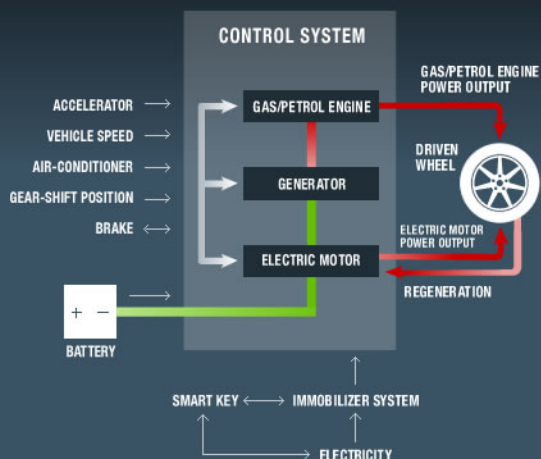 CONTROL SYSTEM
GAS/PETROL ENGINE
POWER OUTPUT
ACCELERATOR
GAS/PETROL ENGINE
VEHICLE SPEED
DRIVEN
WHEEL
AIR-CONDITIONER
GENERATOR
GEAR-SHIFT POSITION
BRAKE
ELECTRIC MOTOR
POWER OUTPUT
ELECTRIC MOTOR
REGENERATION
+ −
BATTERY
SMART KEY
IMMOBILIZER SYSTEM
ELECTRICITY